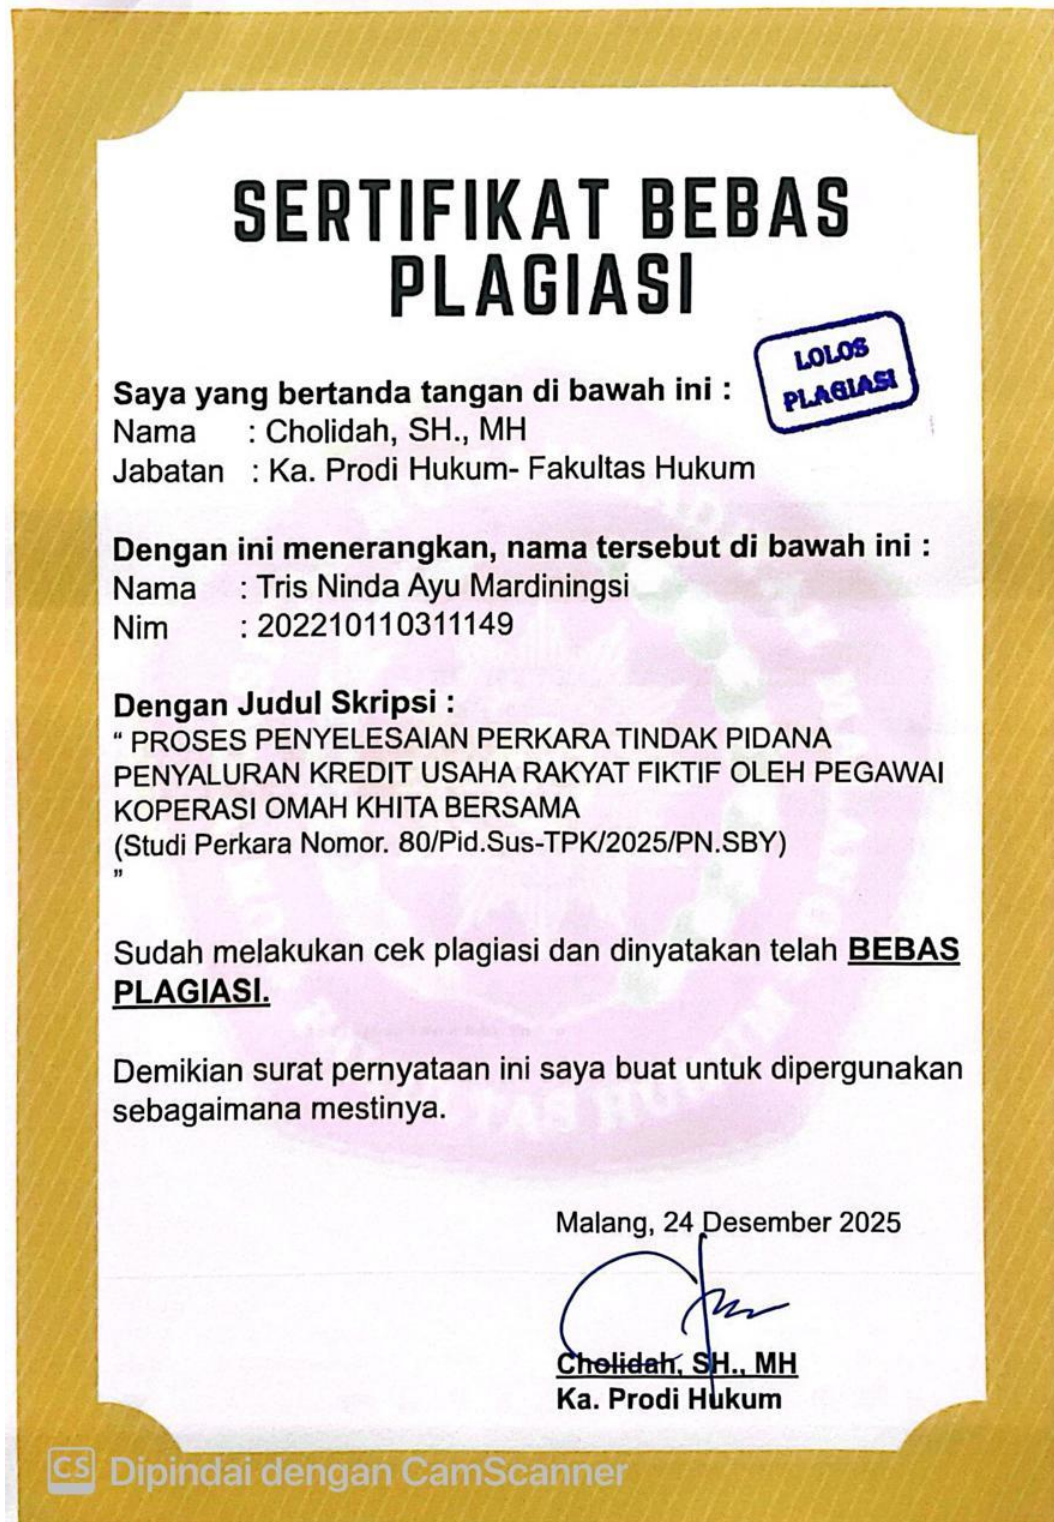 SERTIFIKAT BEBAS
PLAGIASI
LOLOS
PLAGIASI
Saya yang bertanda tangan di bawah ini :
Nama : Cholidah, SH., MH
Jabatan : Ka. Prodi Hukum- Fakultas Hukum
Dengan ini menerangkan, nama tersebut di bawah ini :
Nama : Tris Ninda Ayu Mardiningsi
Nim : 202210110311149
Dengan Judul Skripsi :
“ PROSES PENYELESAIAN PERKARA TINDAK PIDANA
PENYALURAN KREDIT USAHA RAKYAT FIKTIF OLEH PEGAWAI
KOPERASI OMAH KHITA BERSAMA
(Studi Perkara Nomor. 80/Pid.Sus-TPK/2025/PN.SBY)
”
Sudah melakukan cek plagiasi dan dinyatakan telah BEBAS
PLAGIASI.
Demikian surat pernyataan ini saya buat untuk dipergunakan
sebagaimana mestinya.
Malang, 24 Desember 2025
Cholidah, SH., MH
Ka. Prodi Hukum
CS Dipindai dengan CamScanner